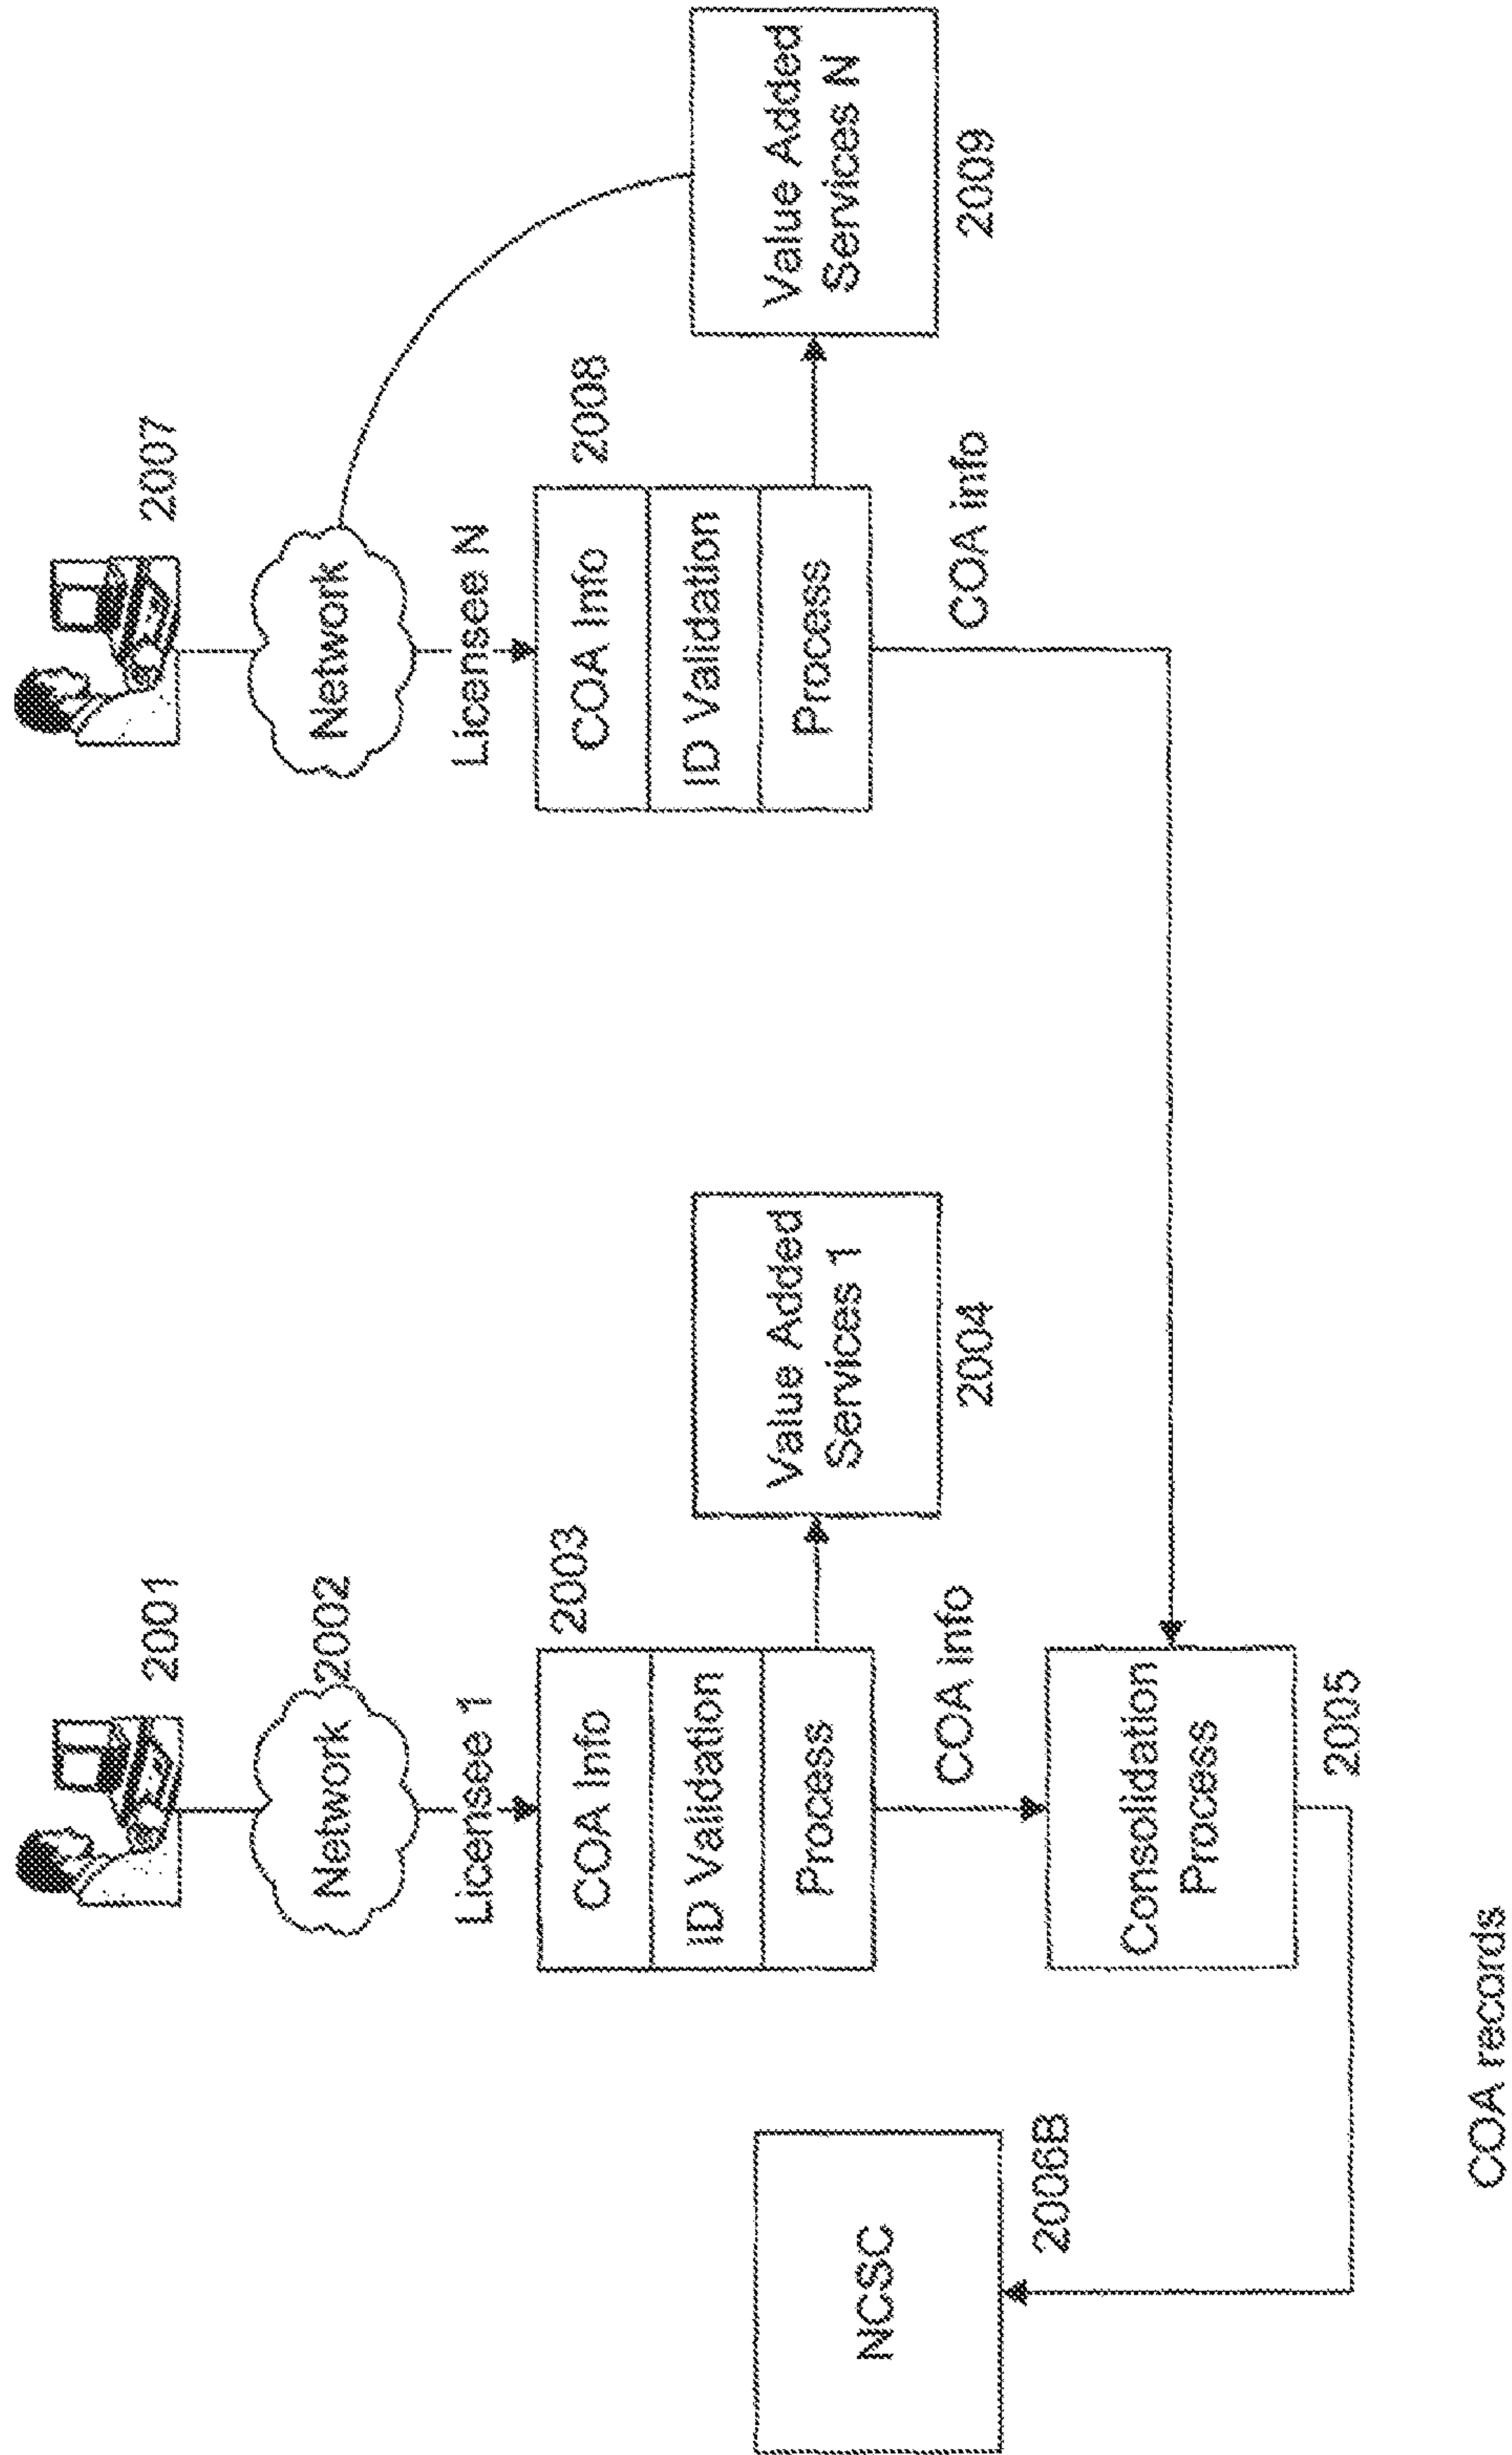 2001
Network
2002
Licensee 1
2003
COA Info
ID Validation
Process
Value Added
Services 1
2004
COA info
Consolidation
Process
2005
NCSC
2006B
COA records
2007
Network
Licensee N
2008
COA Info
ID Validation
Process
Value Added
Services N
2009
COA info